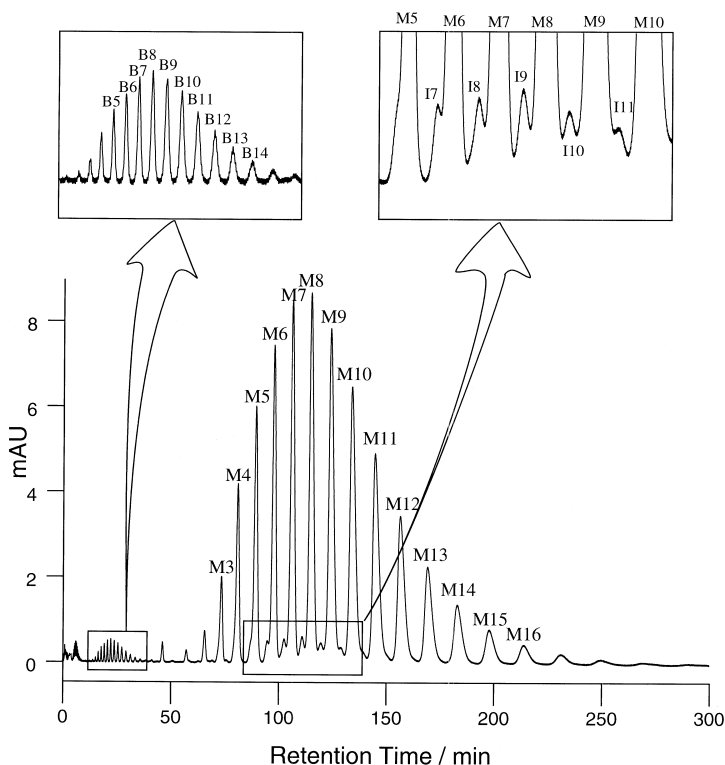 B8
B7
B9
B6
B10
B5
B11
B12
B13
B14
M5 M6 M7 M8 M9 M10
I7
I8
I9
I10
I11
mAU
8
6
4
2
0
M8
M7
M6
M9
M10
M5
M11
M4
M12
M3
M13
M14
M15
M16
0 50 100 150 200 250 300
Retention Time / min